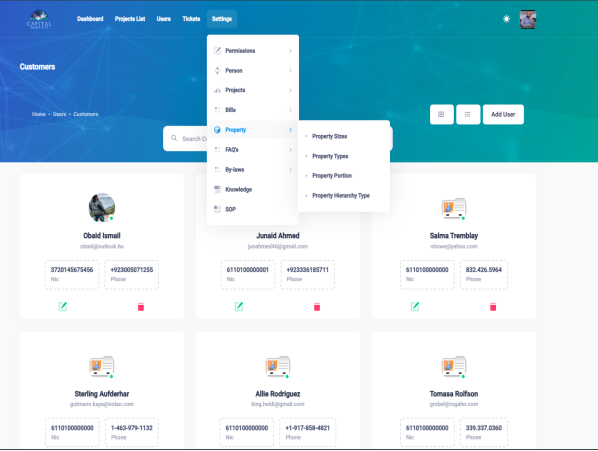 CAPITAL
Dashboard
Projects List
Users
Tickets
Settings
Customers
Home - Users - Customers
Add User
Search C
Permissions
Person
Projects
Bills
Property
FAQ's
By-laws
Knowledge
SOP
Property Sizes
Property Types
Property Portion
Property Hierarchy Type
Obaid Ismail
obaid@outlook.hu
3720145675456
Nic
+923005071255
Phone
Junaid Ahmed
junahmed46@gmail.com
6110100000001
Nic
+923336185711
Phone
Salma Tremblay
nhowe@yahoo.com
6110100000000
Nic
832.426.5964
Phone
Sterling Aufderhar
gutmann.kaya@nolan.com
6110100000000
Nic
1-463-979-1132
Phone
Allie Rodriguez
king.heidi@gmail.com
6110100000000
Nic
+1-917-858-4821
Phone
Tomasa Rolfson
grobel@rogahn.com
6110100000000
Nic
339.337.0360
Phone